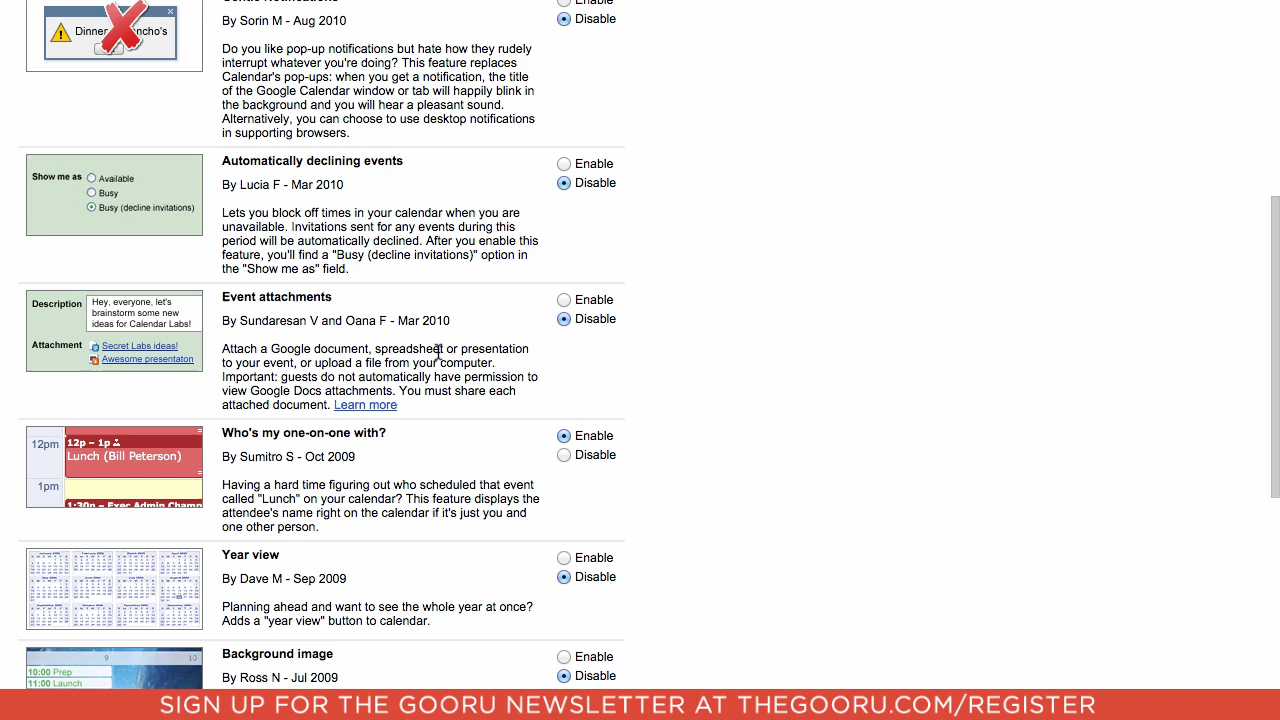 Dinner ncho's
Notifications
Enable
By Sorin M - Aug 2010
Disable
Do you like pop-up notifications but hate how they rudely
interrupt whatever you're doing? This feature replaces
Calendar's pop-ups: when you get a notification, the title
of the Google Calendar window or tab will happily blink in
the background and you will hear a pleasant sound.
Alternatively, you can choose to use desktop notifications
in supporting browsers.
Show me as
Available
Busy
Busy (decline invitations)
Automatically declining events
Enable
By Lucia F - Mar 2010
Disable
Lets you block off times in your calendar when you are
unavailable. Invitations sent for any events during this
period will be automatically declined. After you enable this
feature, you'll find a "Busy (decline invitations)" option in
the "Show me as" field.
Description
Hey, everyone, let's
brainstorm some new
ideas for Calendar Labs!
Attachment
Secret Labs ideas!
Awesome presentaton
Event attachments
Enable
By Sundaresan V and Oana F - Mar 2010
Disable
Attach a Google document, spreadsheet or presentation
to your event, or upload a file from your computer.
Important: guests do not automatically have permission to
view Google Docs attachments. You must share each
attached document. Learn more
12pm
12p – 1p
Lunch (Bill Peterson)
1pm
1:30p – Exec Admin Champ
Who's my one-on-one with?
Enable
By Sumitro S - Oct 2009
Disable
Having a hard time figuring out who scheduled that event
called "Lunch" on your calendar? This feature displays the
attendee's name right on the calendar if it's just you and
one other person.
Year view
Enable
By Dave M - Sep 2009
Disable
Planning ahead and want to see the whole year at once?
Adds a "year view" button to calendar.
9 10
10:00 Prep
11:00 Launch
Background image
Enable
By Ross N - Jul 2009
Disable
SIGN UP FOR THE GOORU NEWSLETTER AT THEGOORU.COM/REGISTER